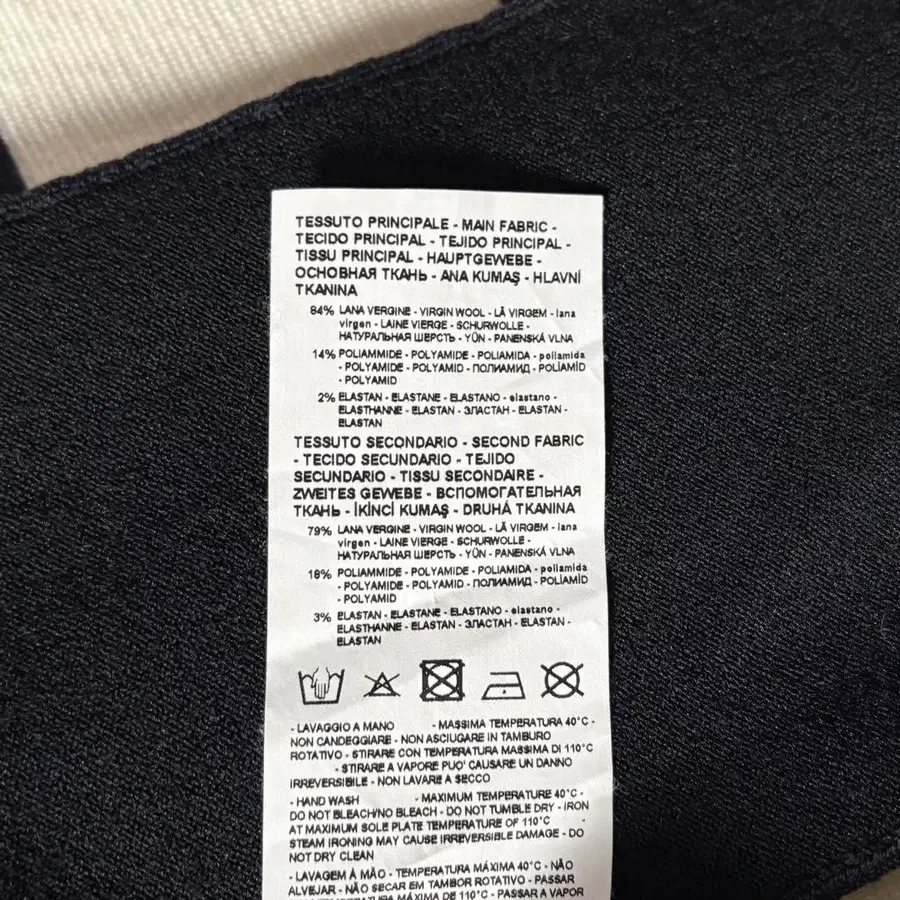 TESSUTO PRINCIPALE - MAIN FABRIC -
TECIDO PRINCIPAL - TEJIDO PRINCIPAL -
TISSU PRINCIPAL - HAUPTGEWEBE -
ОСНОВНАЯ ТКАНЬ - ANA KUMAŞ - HLAVNÍ
TKANINA
84% LANA VERGINE - VIRGIN WOOL - LÃ VIRGEM - lana
virgen - LAINE VIERGE - SCHURWOLLE -
НАТУРАЛЬНАЯ ШЕРСТЬ - YÜN - PANENSKÁ VLNA
14% POLIAMMIDE - POLYAMIDE - POLIAMIDA - poliamida
- POLYAMIDE - POLYAMID - ПОЛИАМИД - POLÍAMÍD
- POLYAMID
2% ELASTAN - ELASTANE - ELASTANO - elastano -
ELASTHANNE - ELASTAN - ЭЛАСТАН - ELASTAN -
ELASTAN
TESSUTO SECONDARIO - SECOND FABRIC
- TECIDO SECUNDARIO - TEJIDO
SECUNDARIO - TISSU SECONDAIRE -
ZWEITES GEWEBE - ВСПОМОГАТЕЛЬНАЯ
ТКАНЬ - İKİNCİ KUMAŞ - DRUHÁ TKANINA
79% LANA VERGINE - VIRGIN WOOL - LÃ VIRGEM - lana
virgen - LAINE VIERGE - SCHURWOLLE -
НАТУРАЛЬНАЯ ШЕРСТЬ - YÜN - PANENSKÁ VLNA
18% POLIAMMIDE - POLYAMIDE - POLIAMIDA - poliamida
- POLYAMIDE - POLYAMID - ПОЛИАМИД - POLÍAMÍD
- POLYAMID
3% ELASTAN - ELASTANE - ELASTANO - elastano -
ELASTHANNE - ELASTAN - ЭЛАСТАН - ELASTAN -
ELASTAN
- LAVAGGIO A MANO - MASSIMA TEMPERATURA 40°C -
NON CANDEGGIARE - NON ASCIUGARE IN TAMBURO
ROTATIVO - STIRARE CON TEMPERATURA MASSIMA DI 110°C
- STIRARE A VAPORE PUO' CAUSARE UN DANNO
IRREVERSIBILE - NON LAVARE A SECCO
- HAND WASH - MAXIMUM TEMPERATURE 40°C -
DO NOT BLEACH/NO BLEACH - DO NOT TUMBLE DRY - IRON
AT MAXIMUM SOLE PLATE TEMPERATURE OF 110°C -
STEAM IRONING MAY CAUSE IRREVERSIBLE DAMAGE - DO
NOT DRY CLEAN
- LAVAGEM À MÃO - TEMPERATURA MÁXIMA 40°C - NÃO
ALVEJAR - NÃO SECAR EM TAMBOR ROTATIVO - PASSAR
TEMPERATURA MÁXIMA DE 110°C - PASSAR A VAPOR